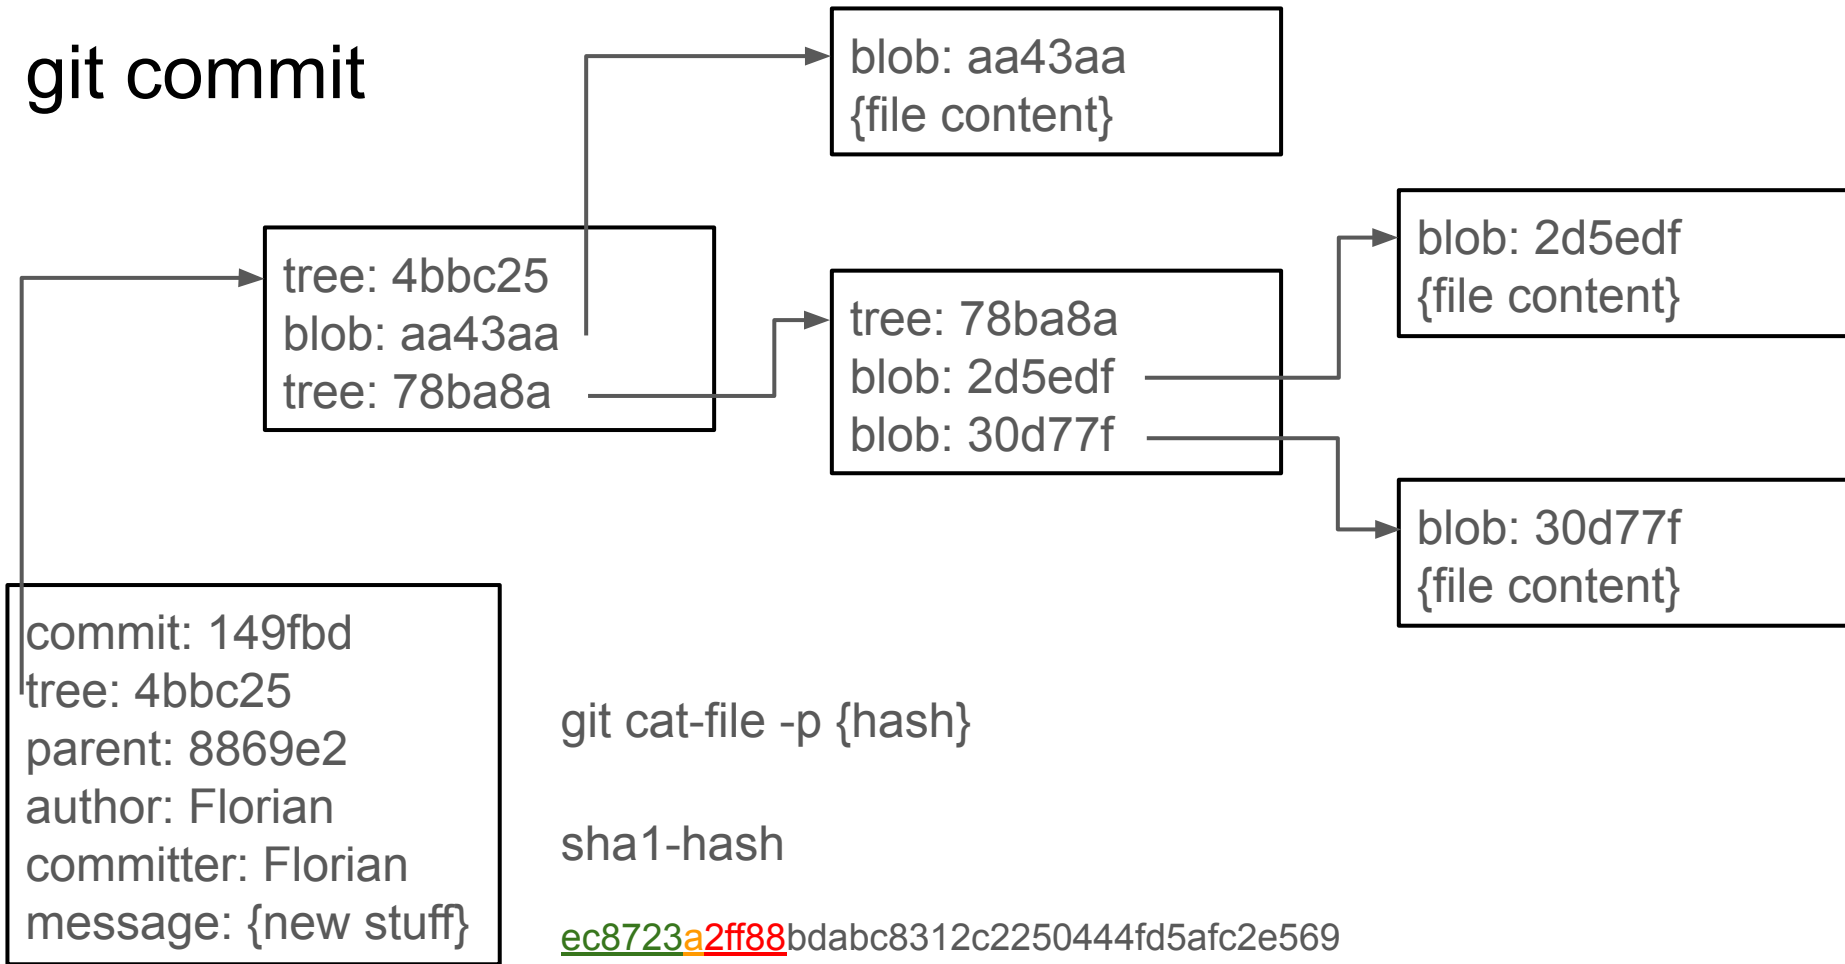 git commit
blob: aa43aa
{file content}
tree: 4bbc25
blob: aa43aa
tree: 78ba8a
tree: 78ba8a
blob: 2d5edf
blob: 30d77f
blob: 2d5edf
{file content}
blob: 30d77f
{file content}
commit: 149fbd
tree: 4bbc25
parent: 8869e2
author: Florian
committer: Florian
message: {new stuff}
git cat-file -p {hash}
sha1-hash
ec8723a2ff88bdabc8312c2250444fd5afc2e569